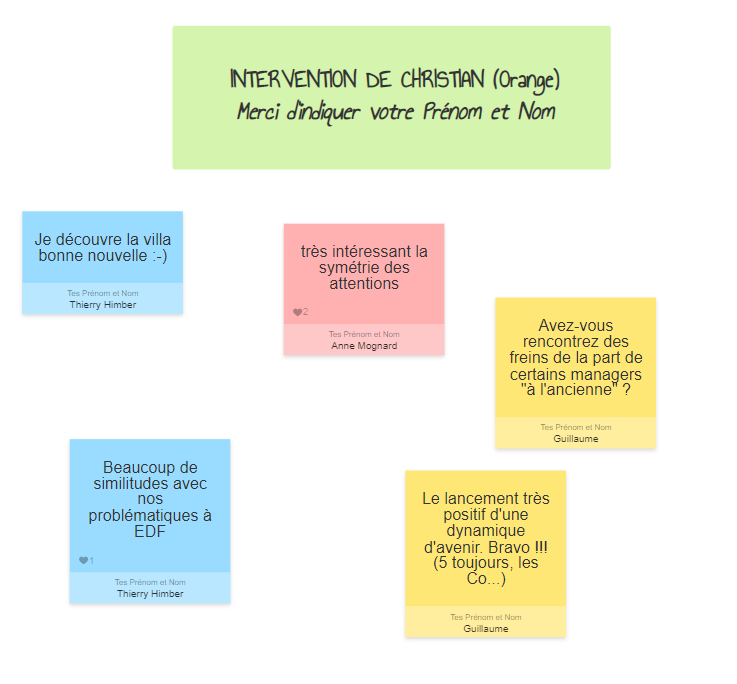 INTERVENTION DE CHRISTIAN (Orange)
Merci d'indiquer votre Prénom et Nom
Je découvre la villa
bonne nouvelle :-)
Tes Prénom et Nom
Thierry Himber
très intéressant la
symétrie des
attentions
2
Tes Prénom et Nom
Anne Mognard
Avez-vous
rencontrez des
freins de la part de
certains managers
"à l'ancienne" ?
Tes Prénom et Nom
Guillaume
Beaucoup de
similitudes avec
nos
problématiques à
EDF
1
Tes Prénom et Nom
Thierry Himber
Le lancement très
positif d'une
dynamique
d'avenir. Bravo !!!
(5 toujours, les
Co...)
Tes Prénom et Nom
Guillaume